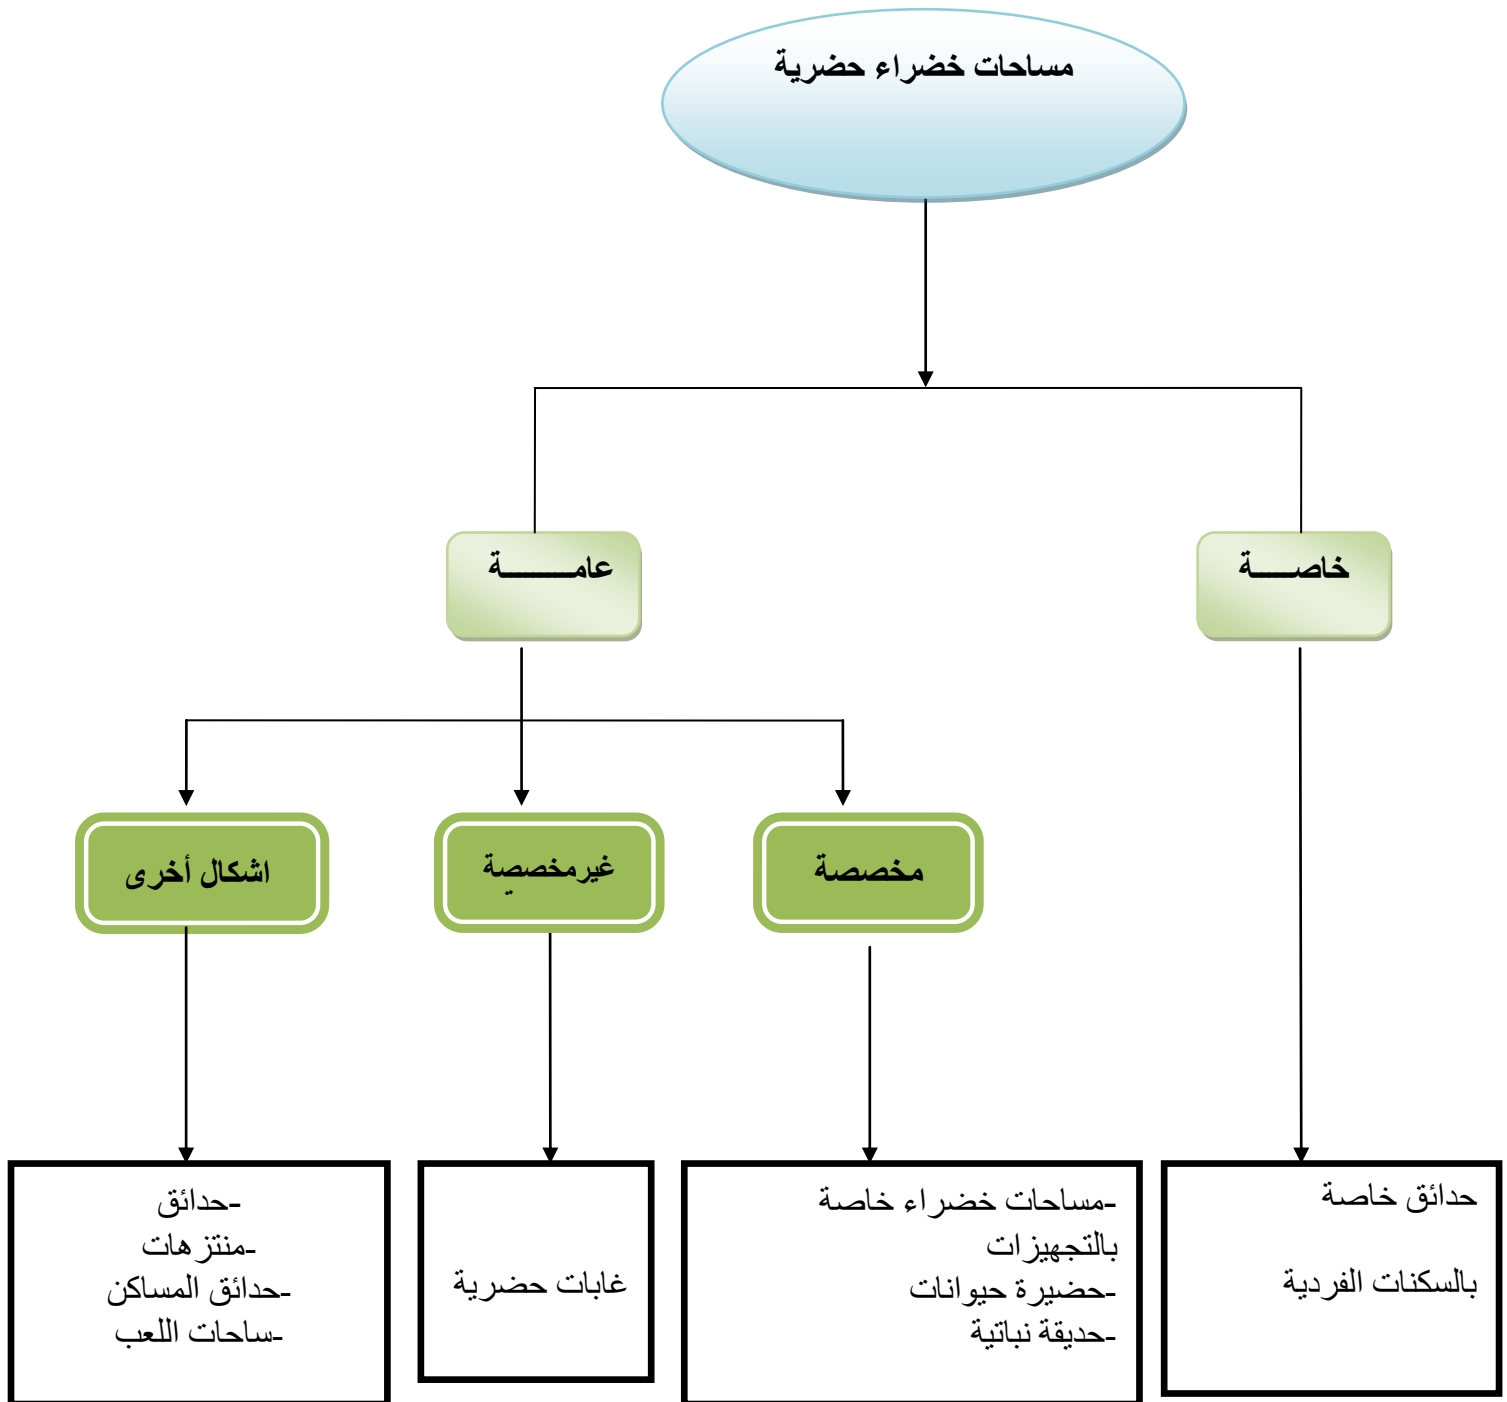 مساحات خضراء حضرية
خاصـــــة
عامــــــــــة
مخصصة
غيرمخصصة
اشكال أخرى
حدائق خاصة
بالسكنات الفردية
-مساحات خضراء خاصة
بالتجهيزات
-حضيرة حيوانات
-حديقة نباتية
غابات حضرية
-حدائق
-منتزهات
-حدائق المساكن
-ساحات اللعب